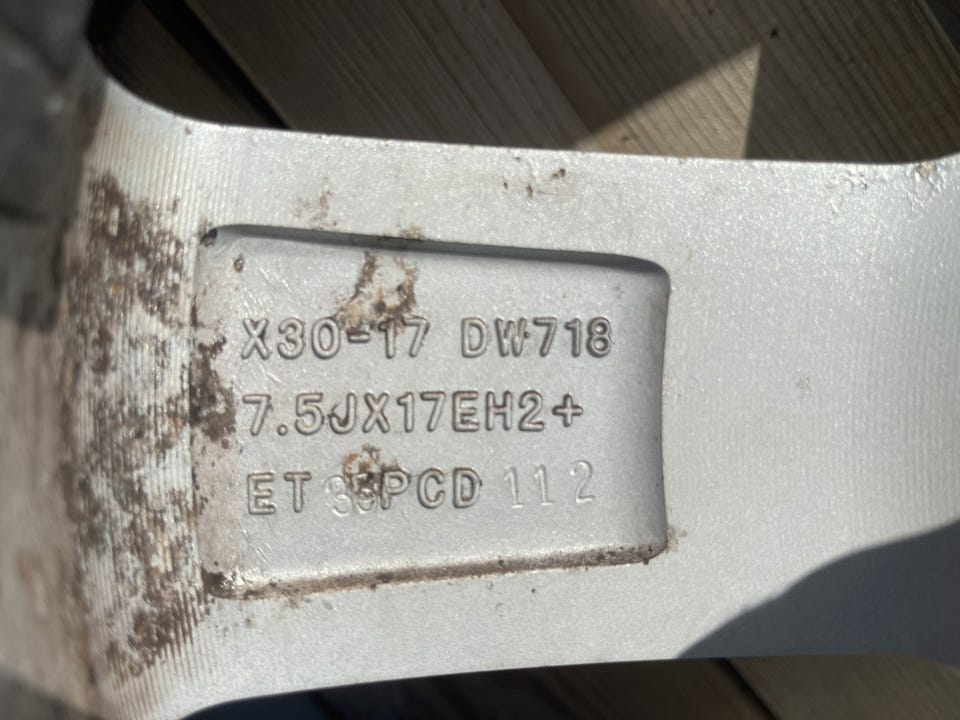 X30-17 DW718
7.5JX17EH2+
ET PCD 112